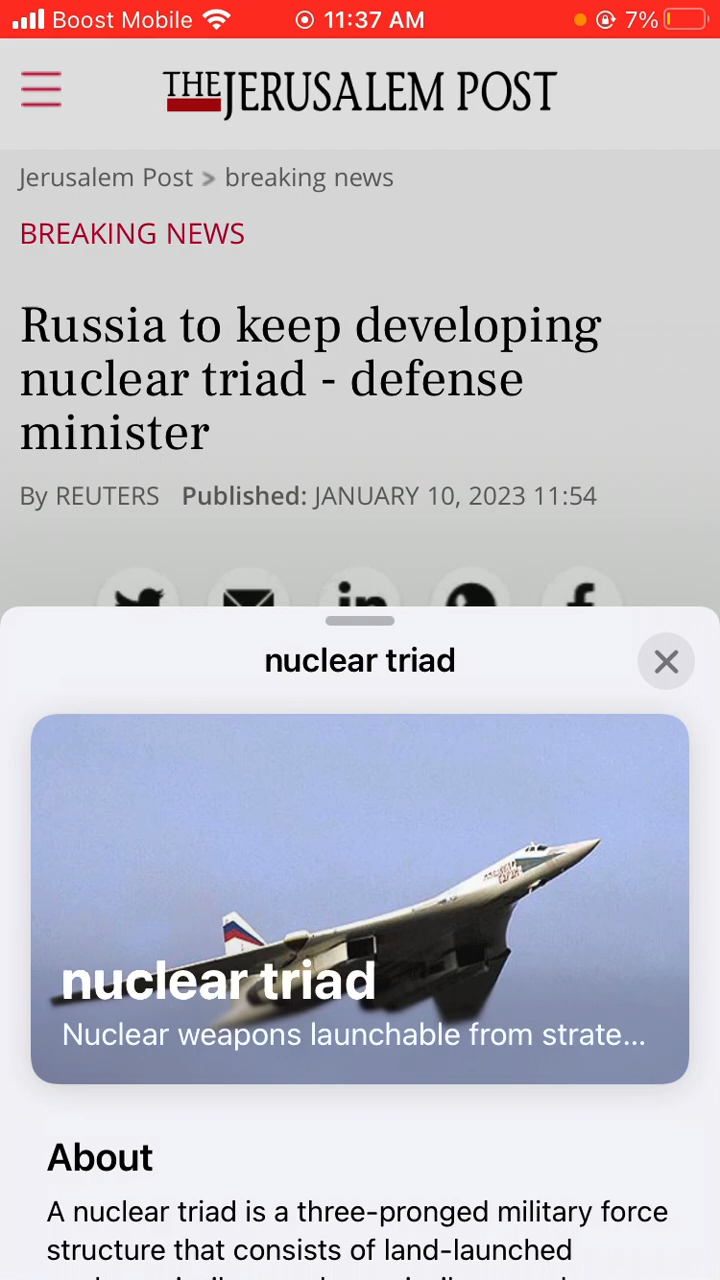 Boost Mobile 11:37 AM 7%
THE JERUSALEM POST
Jerusalem Post > breaking news
BREAKING NEWS
Russia to keep developing
nuclear triad - defense
minister
By REUTERS Published: JANUARY 10, 2023 11:54
in f
nuclear triad
nuclear triad
Nuclear weapons launchable from strate...
About
A nuclear triad is a three-pronged military force
structure that consists of land-launched